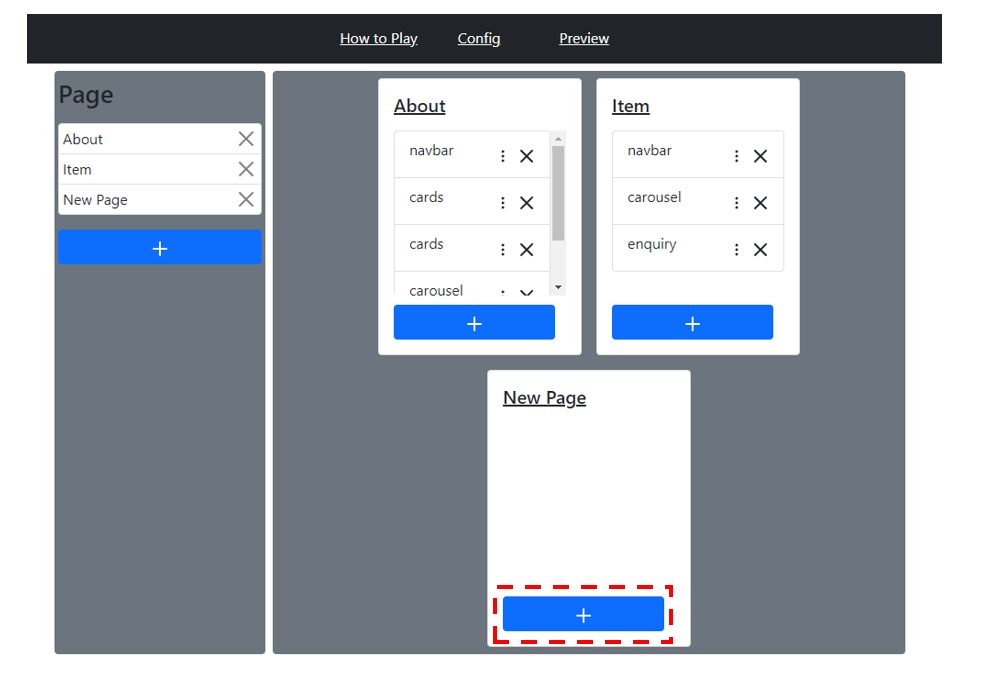 How to Play Config Preview
Page
About
Item
New Page
About
navbar
cards
cards
carousel
Item
navbar
carousel
enquiry
New Page